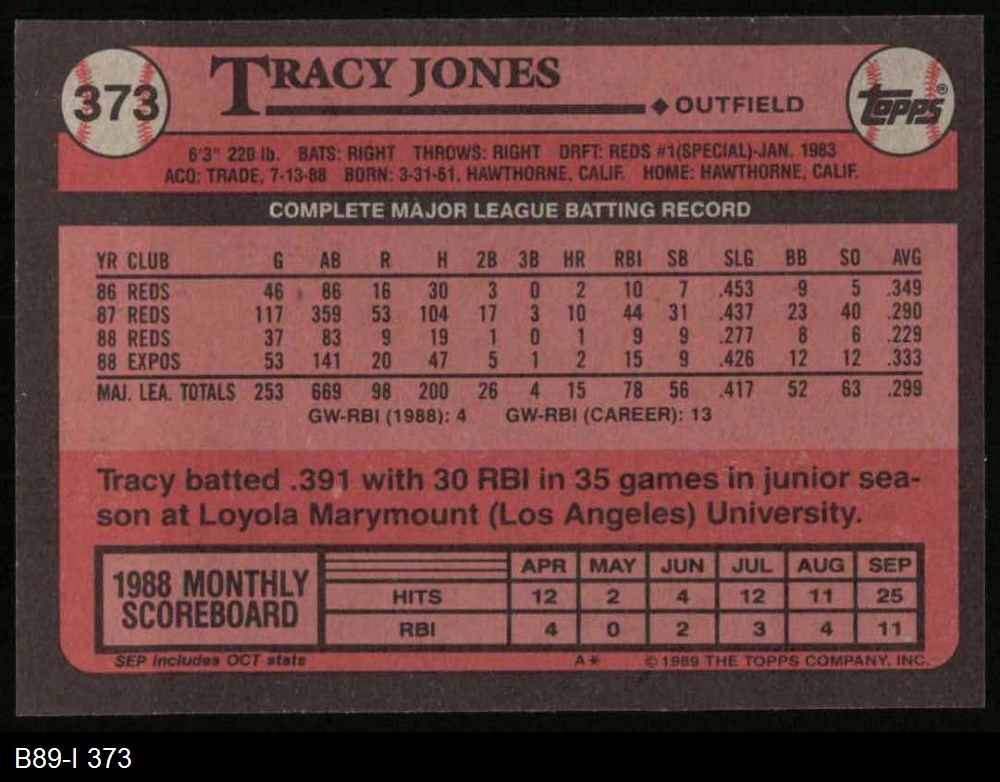 373
TRACY JONES
OUTFIELD
Topps®
6'3" 220 lb. BATS: RIGHT THROWS: RIGHT DRFT: REDS #1(SPECIAL)-JAN. 1983
ACQ: TRADE, 7-13-88 BORN: 3-31-61, HAWTHORNE, CALIF. HOME: HAWTHORNE, CALIF.
COMPLETE MAJOR LEAGUE BATTING RECORD
YR CLUB G AB R H 2B 3B HR RBI SB SLG BB SO AVG
86 REDS 46 86 16 30 3 0 2 10 7 .453 9 5 .349
87 REDS 117 359 53 104 17 3 10 44 31 .437 23 40 .290
88 REDS 37 83 9 19 1 0 1 9 9 .277 8 6 .229
88 EXPOS 53 141 20 47 5 1 2 15 9 .426 12 12 .333
MAJ. LEA. TOTALS 253 669 98 200 26 4 15 78 56 .417 52 63 .299
GW-RBI (1988): 4 GW-RBI (CAREER): 13
Tracy batted .391 with 30 RBI in 35 games in junior sea-
son at Loyola Marymount (Los Angeles) University.
1988 MONTHLY
SCOREBOARD
APR MAY JUN JUL AUG SEP
HITS 12 2 4 12 11 25
RBI 4 0 2 3 4 11
SEP includes OCT stats A* © 1989 THE TOPPS COMPANY, INC.
B89-I 373